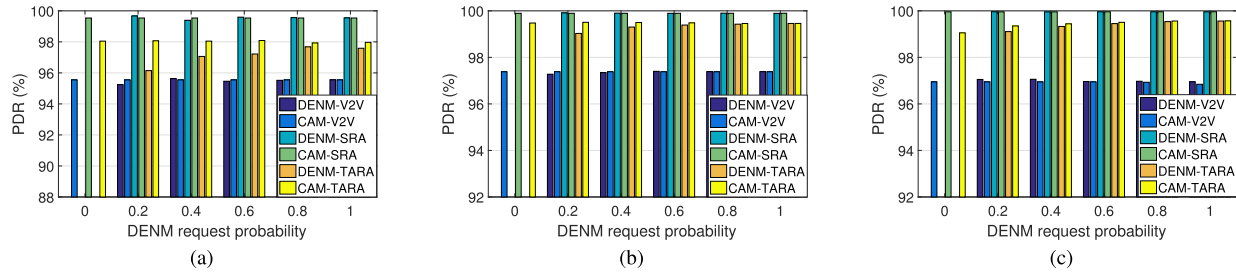 PDR (%)
100
98
96
94
92
90
88
0
0.2
0.4
0.6
0.8
1
DENM request probability
DENM-V2V
CAM-V2V
DENM-SRA
CAM-SRA
DENM-TARA
CAM-TARA
(a)
PDR (%)
100
98
96
94
92
0
0.2
0.4
0.6
0.8
1
DENM request probability
DENM-V2V
CAM-V2V
DENM-SRA
CAM-SRA
DENM-TARA
CAM-TARA
(b)
PDR (%)
100
98
96
94
92
0
0.2
0.4
0.6
0.8
1
DENM request probability
DENM-V2V
CAM-V2V
DENM-SRA
CAM-SRA
DENM-TARA
CAM-TARA
(c)